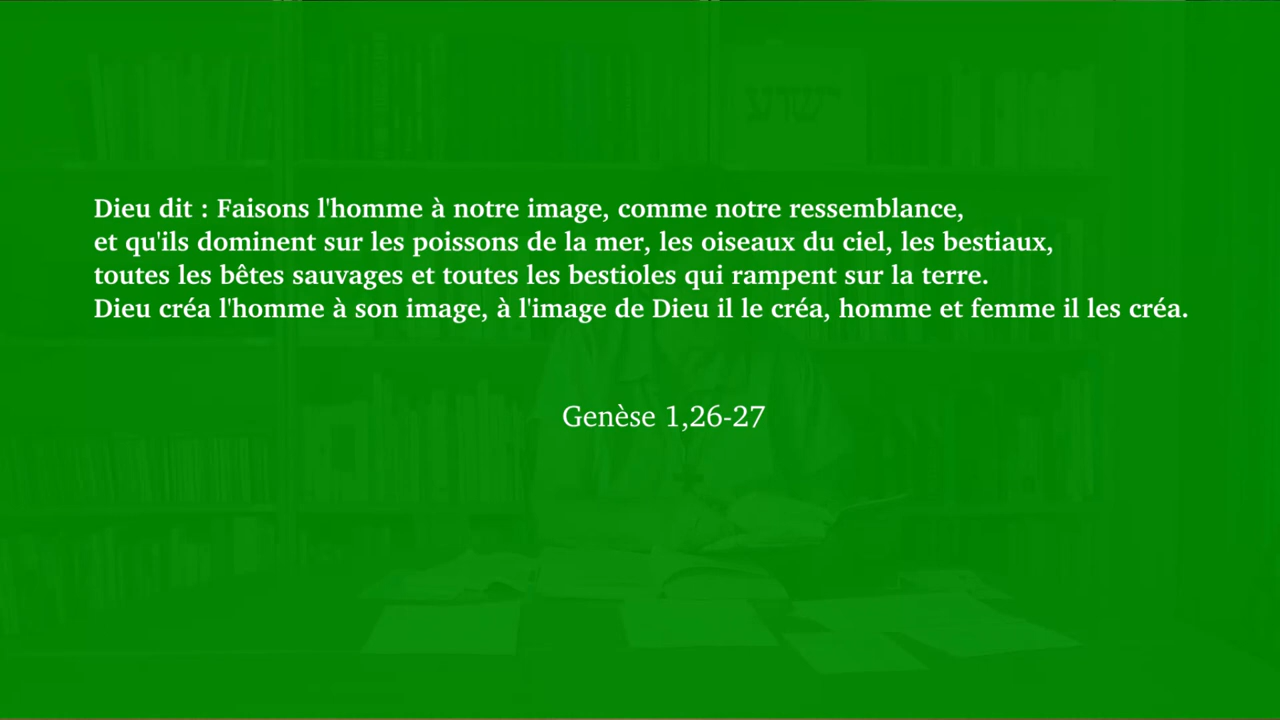 ישוע
Dieu dit : Faisons l'homme à notre image, comme notre ressemblance,
et qu'ils dominent sur les poissons de la mer, les oiseaux du ciel, les bestiaux,
toutes les bêtes sauvages et toutes les bestioles qui rampent sur la terre.
Dieu créa l'homme à son image, à l'image de Dieu il le créa, homme et femme il les créa.
Genèse 1,26-27